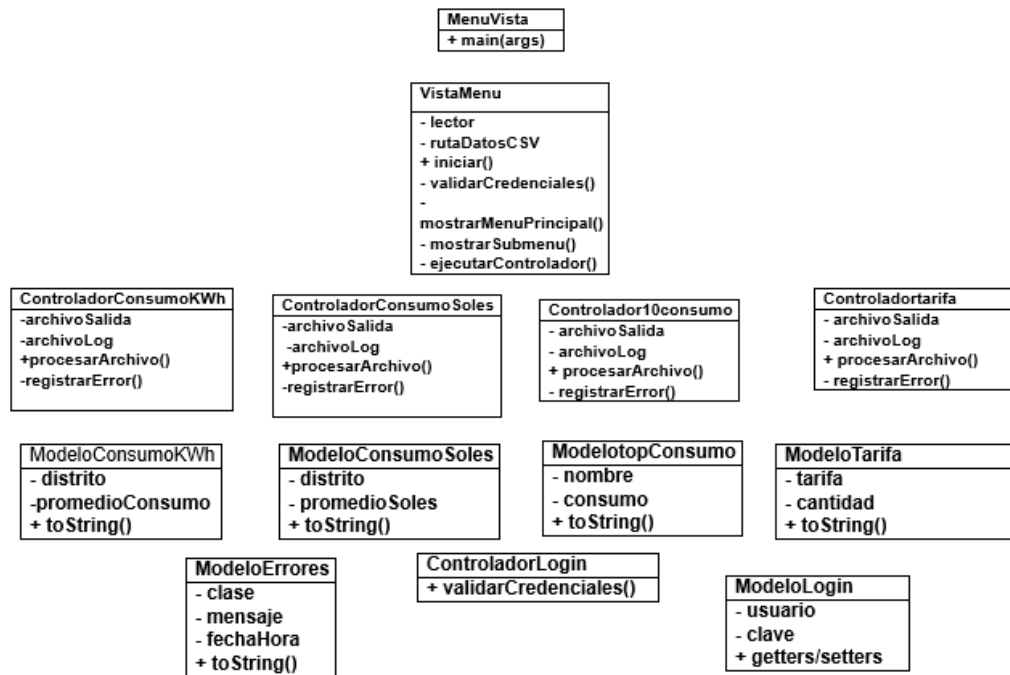 MenuVista
+ main(args)
VistaMenu
- lector
- rutaDatosCSV
+ iniciar()
- validarCredenciales()
-
mostrarMenuPrincipal()
- mostrarSubmenu()
- ejecutarControlador()
ControladorConsumoKWh
-archivoSalida
-archivoLog
+procesarArchivo()
-registrarError()
ControladorConsumoSoles
-archivoSalida
-archivoLog
+procesarArchivo()
-registrarError()
Controlador10consumo
- archivoSalida
- archivoLog
+ procesarArchivo()
- registrarError()
Controladortarifa
- archivoSalida
- archivoLog
+ procesarArchivo()
- registrarError()
ModeloConsumoKWh
- distrito
-promedioConsumo
+ toString()
ModeloConsumoSoles
- distrito
- promedioSoles
+ toString()
ModelotopConsumo
- nombre
- consumo
+ toString()
ModeloTarifa
- tarifa
- cantidad
+ toString()
ModeloErrores
- clase
- mensaje
- fechaHora
+ toString()
ControladorLogin
+ validarCredenciales()
ModeloLogin
- usuario
- clave
+ getters/setters